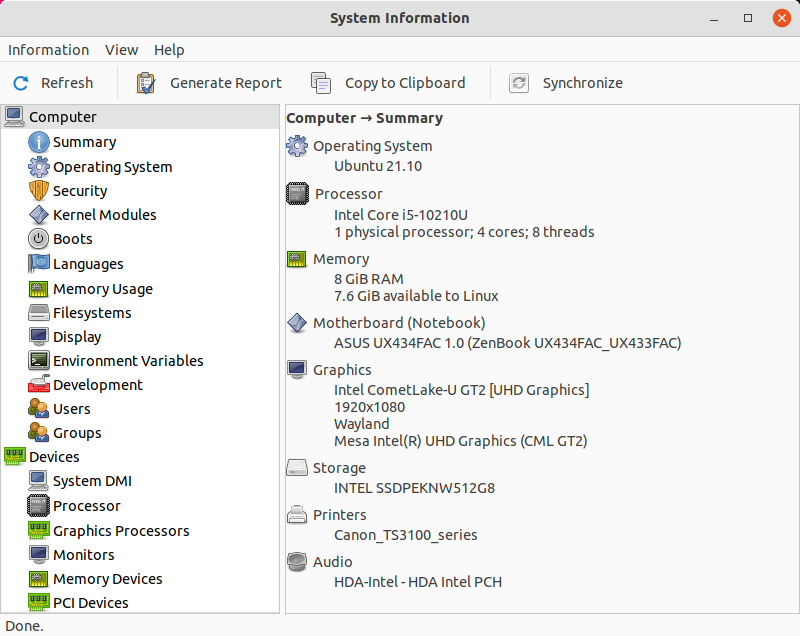 System Information
Information View Help
Refresh Generate Report Copy to Clipboard Synchronize
Computer
Summary
Operating System
Security
Kernel Modules
Boots
Languages
Memory Usage
Filesystems
Display
Environment Variables
Development
Users
Groups
Devices
System DMI
Processor
Graphics Processors
Monitors
Memory Devices
PCI Devices
Computer → Summary
Operating System
Ubuntu 21.10
Processor
Intel Core i5-10210U
1 physical processor; 4 cores; 8 threads
Memory
8 GiB RAM
7.6 GiB available to Linux
Motherboard (Notebook)
ASUS UX434FAC 1.0 (ZenBook UX434FAC_UX433FAC)
Graphics
Intel CometLake-U GT2 [UHD Graphics]
1920x1080
Wayland
Mesa Intel(R) UHD Graphics (CML GT2)
Storage
INTEL SSDPEKNW512G8
Printers
Canon_TS3100_series
Audio
HDA-Intel - HDA Intel PCH
Done.